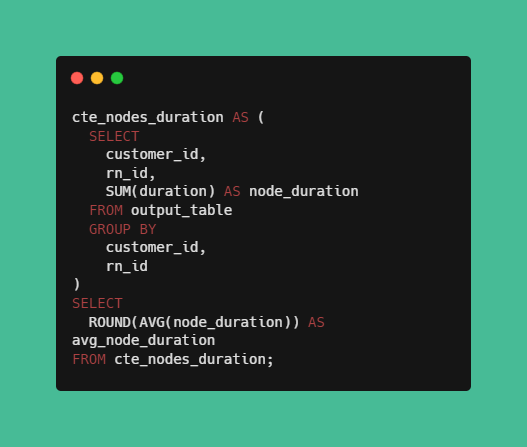 cte_nodes_duration AS (
  SELECT
    customer_id,
    rn_id,
    SUM(duration) AS node_duration
  FROM output_table
  GROUP BY
    customer_id,
    rn_id
)
SELECT
  ROUND(AVG(node_duration)) AS
avg_node_duration
FROM cte_nodes_duration;